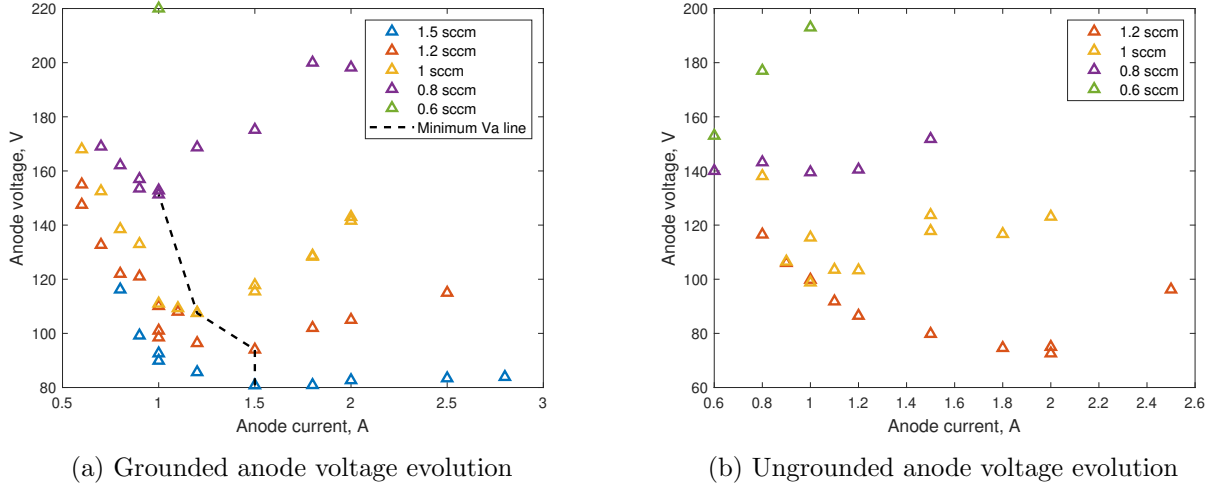 220
200
180
160
140
120
100
80
Anode voltage, V
0.5
1
1.5
2
2.5
3
Anode current, A
1.5 sccm
1.2 sccm
1 sccm
0.8 sccm
0.6 sccm
Minimum Va line
(a) Grounded anode voltage evolution
200
180
160
140
120
100
80
60
Anode voltage, V
0.6
0.8
1
1.2
1.4
1.6
1.8
2
2.2
2.4
2.6
Anode current, A
1.2 sccm
1 sccm
0.8 sccm
0.6 sccm
(b) Ungrounded anode voltage evolution